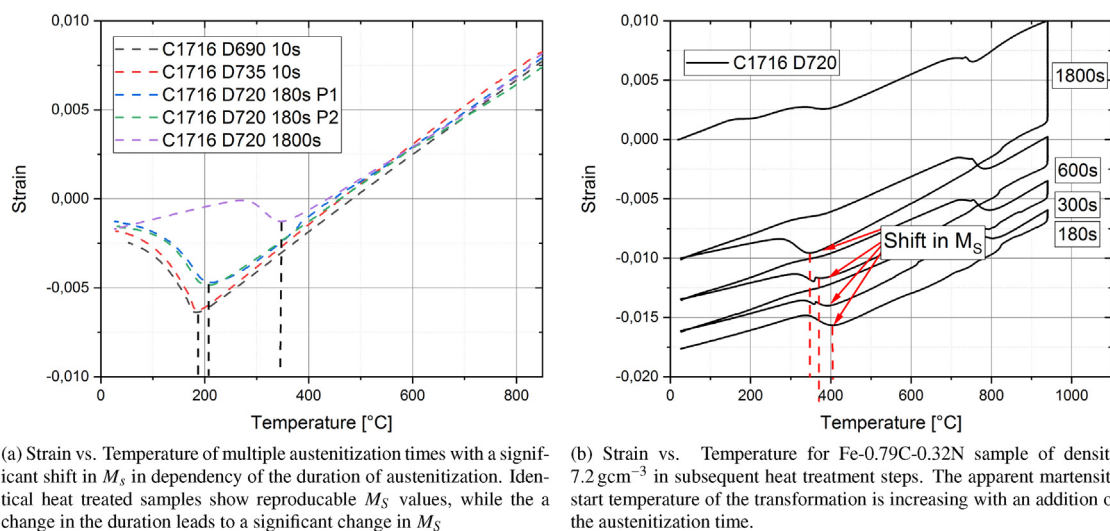 0,010
0,005
0,000
-0,005
-0,010
Strain
C1716 D690 10s
C1716 D735 10s
C1716 D720 180s P1
C1716 D720 180s P2
C1716 D720 1800s
0
200
400
600
800
Temperature [°C]
0,010
0,005
0,000
-0,005
-0,010
-0,015
-0,020
Strain
C1716 D720
1800s
600s
300s
180s
Shift in MS
0
200
400
600
800
1000
Temperature [°C]
(a) Strain vs. Temperature of multiple austenitization times with a signif-
icant shift in Ms in dependency of the duration of austenitization. Iden-
tical heat treated samples show reproducable MS values, while the a
change in the duration leads to a significant change in MS
(b) Strain vs. Temperature for Fe-0.79C-0.32N sample of densit
7.2 gcm−3 in subsequent heat treatment steps. The apparent martensit
start temperature of the transformation is increasing with an addition o
the austenitization time.